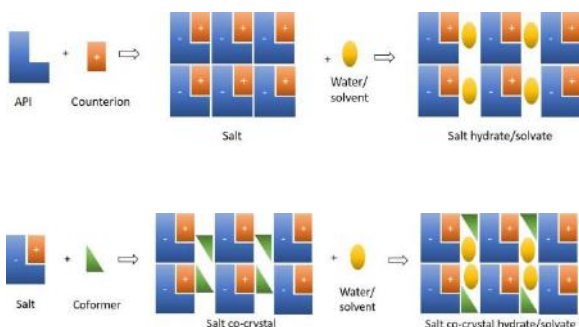 +
+
- + - + - +
- + - + - +
+
API
Counterion
Water/
solvent
Salt
Salt hydrate/solvate
- + - + - +
- + - + - +
- +
+
- + - + - +
- + - + - +
+
- + - + - +
- + - + - +
Salt
Coformer
Water/
solvent
Salt co-crystal
Salt co-crystal hydrate/solvate